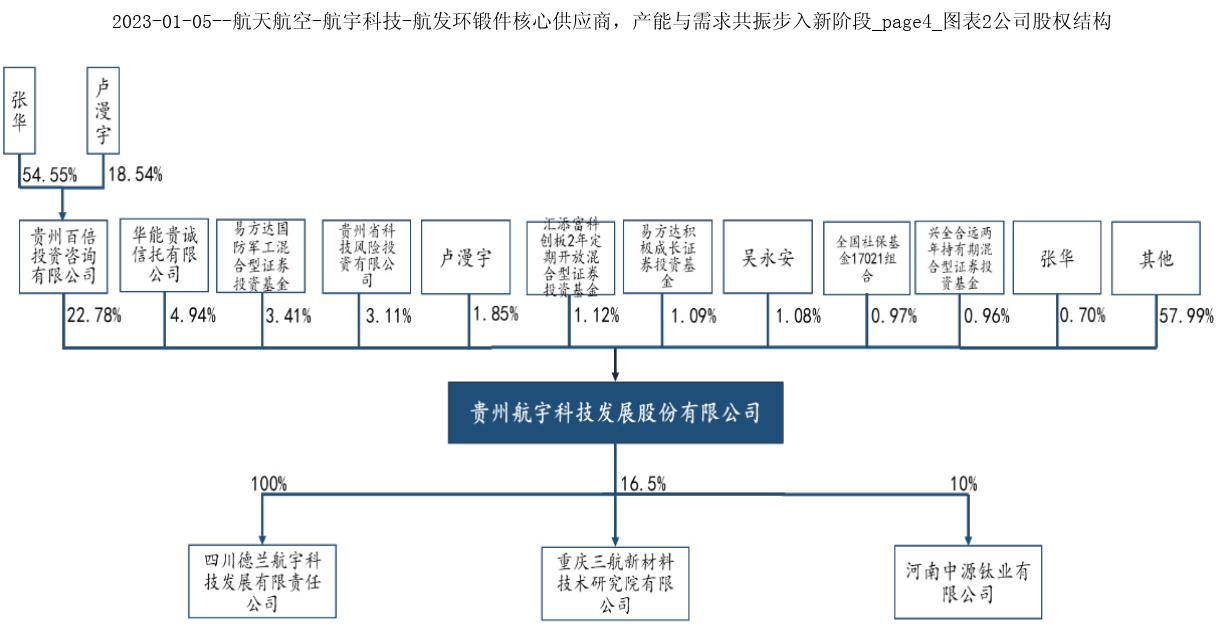 2023-01-05--航天航空-航宇科技-航发环锻件核心供应商，产能与需求共振步入新阶段_page4_图表2公司股权结构
张
华
卢
漫
宇
54.55%
18.54%
贵州百倍
投资咨询
有限公司
华能贵诚
信托有限
公司
易方达国
防军工混
合型证券
投资基金
贵州省科
技风险投
资有限公
司
卢漫宇
汇添富科
创板2年定
期开放混
合型证券
投资基金
易方达积
极成长证
券投资基
金
吴永安
全国社保基
金17021组
合
兴全合远两
年持有期混
合型证券投
资基金
张华
其他
22.78%
4.94%
3.41%
3.11%
1.85%
1.12%
1.09%
1.08%
0.97%
0.96%
0.70%
57.99%
贵州航宇科技发展股份有限公司
100%
16.5%
10%
四川德兰航宇科
技发展有限责任
公司
重庆三航新材料
技术研究院有限
公司
河南中源钛业有
限公司